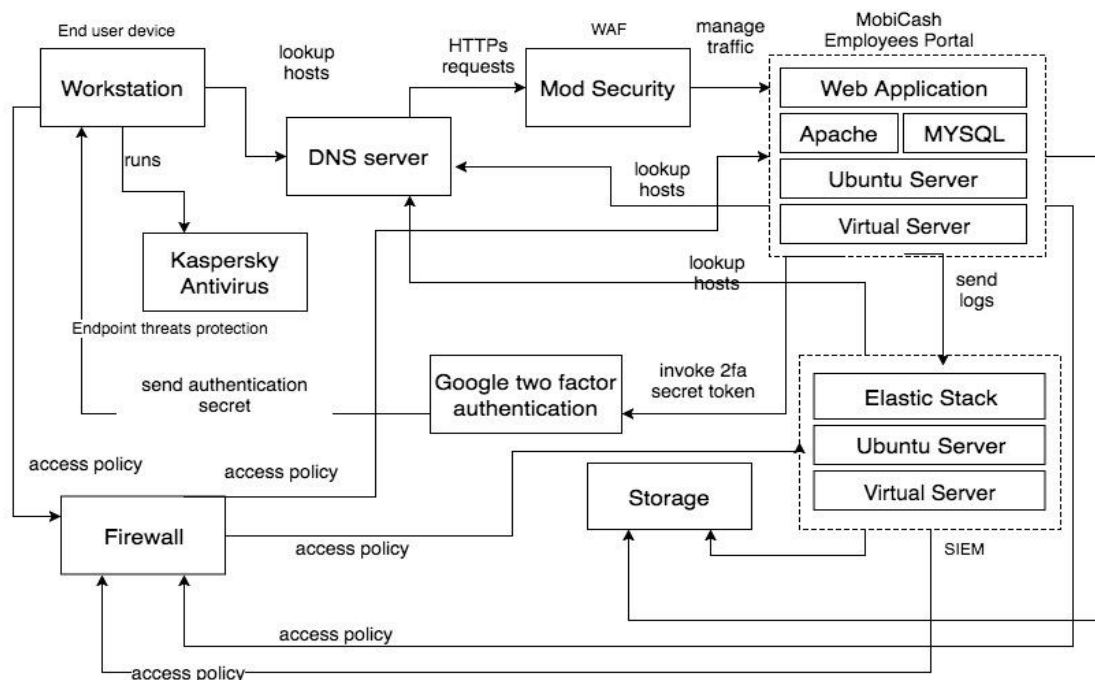 MobiCash
Employees Portal
End user device
WAF
manage
traffic
HTTPs
requests
lookup
hosts
Workstation
Mod Security
Web Application
Apache
MYSQL
DNS server
runs
lookup
hosts
Ubuntu Server
Virtual Server
Kaspersky
Antivirus
lookup
hosts
send
logs
Endpoint threats protection
send authentication
secret
Google two factor
authentication
invoke 2fa
secret token
Elastic Stack
Ubuntu Server
Virtual Server
access policy
access policy
Storage
Firewall
access policy
SIEM
access policy
access policy